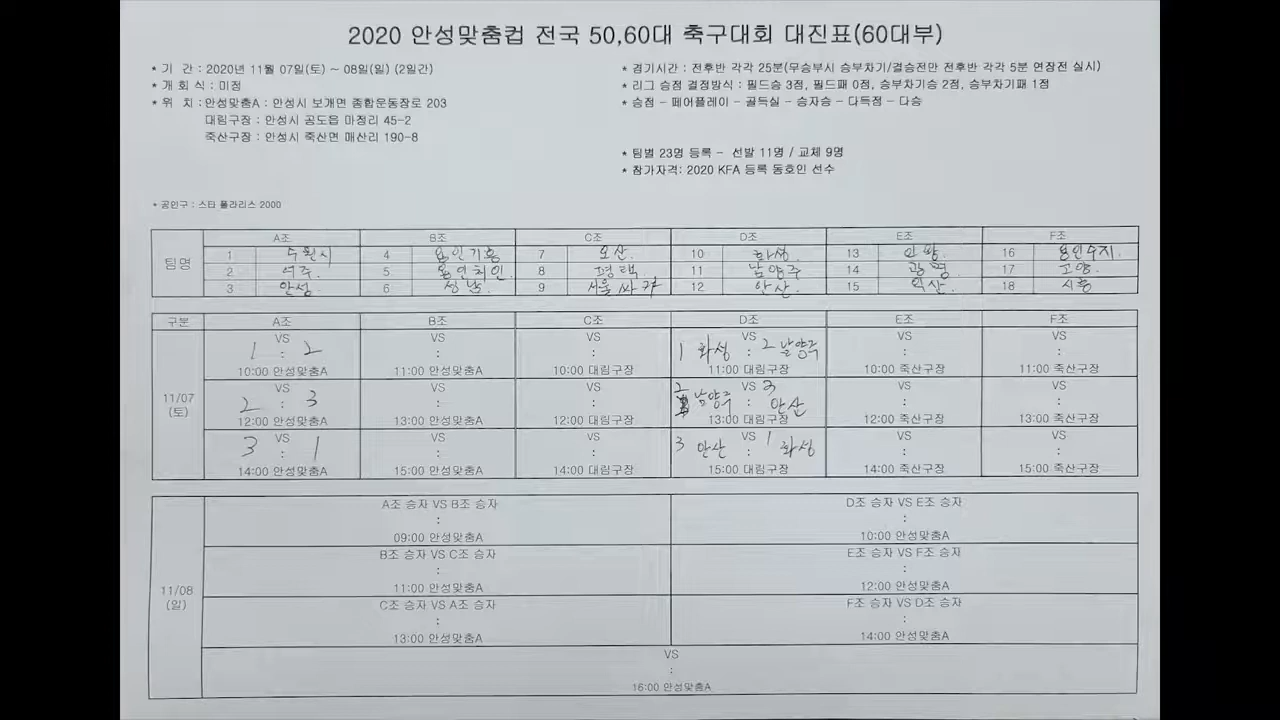 2020 안성맞춤컵 전국 50,60대 축구대회 대진표(60대부)
* 기 간 : 2020년 11월 07일(토) ~ 08일(일) (2일간)
* 개 회 식 : 미정
* 위 치 : 안성맞춤A : 안성시 보개면 종합운동장로 203
대림구장 : 안성시 공도읍 마정리 45-2
죽산구장 : 안성시 죽산면 매산리 190-8
* 경기시간 : 전후반 각각 25분(무승부시 승부차기/결승전만 전후반 각각 5분 연장전 실시)
* 리그 승점 결정방식 : 필드승 3점, 필드패 0점, 승부차기승 2점, 승부차기패 1점
* 승점 - 페어플레이 - 골득실 - 승자승 - 다득점 - 다승
* 팀별 23명 등록 - 선발 11명 / 교체 9명
* 참가자격: 2020 KFA 등록 동호인 선수
* 공인구 : 스타 폴라리스 2000
팀명 A조 B조 C조 D조 E조 F조
1 수원시 4 용인기흥 7 오산 10 화성 13 16 용인수지
2 여주 5 용인처인 8 평택 11 남양주 14 광명 17 고양
3 안성 6 성남 9 서울 12 안산 15 18 시흥
구분 A조 B조 C조 D조 E조 F조
11/07 (토)
VS VS VS VS VS VS
1 : 2 : : 1 화성 : 2 남양주 : :
10:00 안성맞춤A 11:00 안성맞춤A 10:00 대림구장 11:00 대림구장 10:00 죽산구장 11:00 죽산구장
VS VS VS VS VS VS
2 : 3 : : 2 남양주 : 3 안산 : :
12:00 안성맞춤A 13:00 안성맞춤A 12:00 대림구장 13:00 대림구장 12:00 죽산구장 13:00 죽산구장
VS VS VS VS VS VS
3 : 1 : : 3 안산 : 1 화성 : :
14:00 안성맞춤A 15:00 안성맞춤A 14:00 대림구장 15:00 대림구장 14:00 죽산구장 15:00 죽산구장
11/08 (일)
A조 승자 VS B조 승자 D조 승자 VS E조 승자
: :
09:00 안성맞춤A 10:00 안성맞춤A
B조 승자 VS C조 승자 E조 승자 VS F조 승자
: :
11:00 안성맞춤A 12:00 안성맞춤A
C조 승자 VS A조 승자 F조 승자 VS D조 승자
: :
13:00 안성맞춤A 14:00 안성맞춤A
VS
:
16:00 안성맞춤A